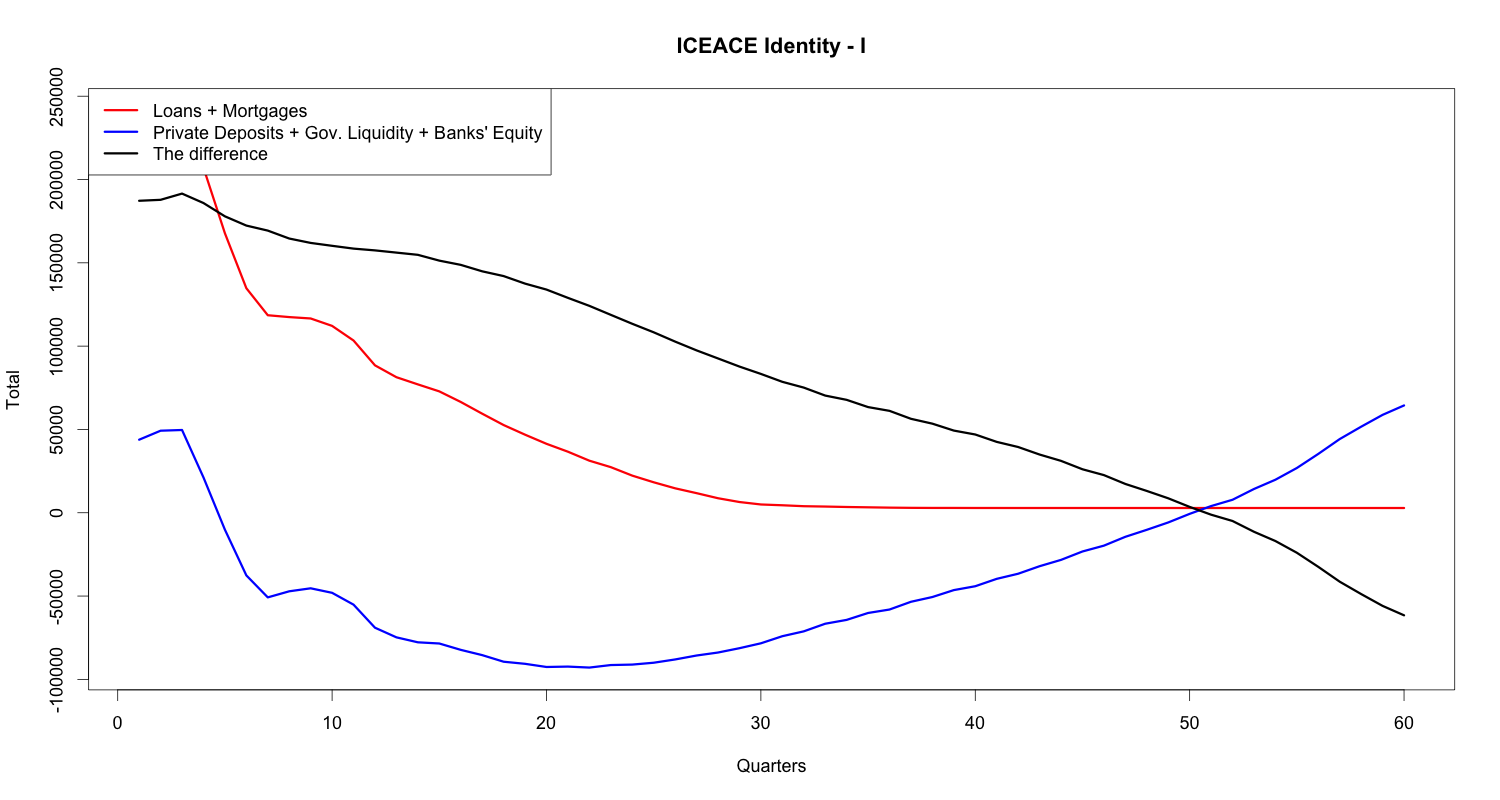 ICEACE Identity - I
Loans + Mortgages
Private Deposits + Gov. Liquidity + Banks' Equity
The difference
Total
250000
200000
150000
100000
50000
0
-50000
-100000
0 10 20 30 40 50 60
Quarters